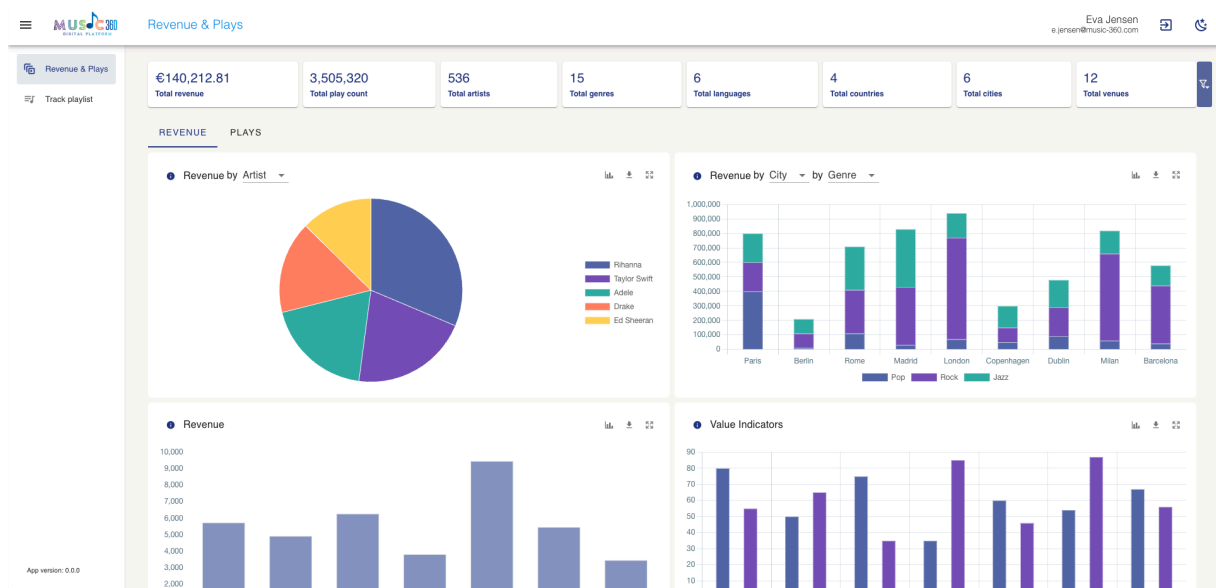 MUSIC 360
DIGITAL PLATFORM
Revenue & Plays
Eva Jensen
e.jensen@music-360.com
Revenue & Plays
Track playlist
€140,212.81
Total revenue
3,505,320
Total play count
536
Total artists
15
Total genres
6
Total languages
4
Total countries
6
Total cities
12
Total venues
REVENUE
PLAYS
Revenue by Artist
Rihanna
Taylor Swift
Adele
Drake
Ed Sheeran
Revenue by City by Genre
1,000,000
900,000
800,000
700,000
600,000
500,000
400,000
300,000
200,000
100,000
0
Paris Berlin Rome Madrid London Copenhagen Dublin Milan Barcelona
Pop Rock Jazz
Revenue
10,000
9,000
8,000
7,000
6,000
5,000
4,000
3,000
2,000
Value Indicators
90
80
70
60
50
40
30
20
10
App version: 0.0.0